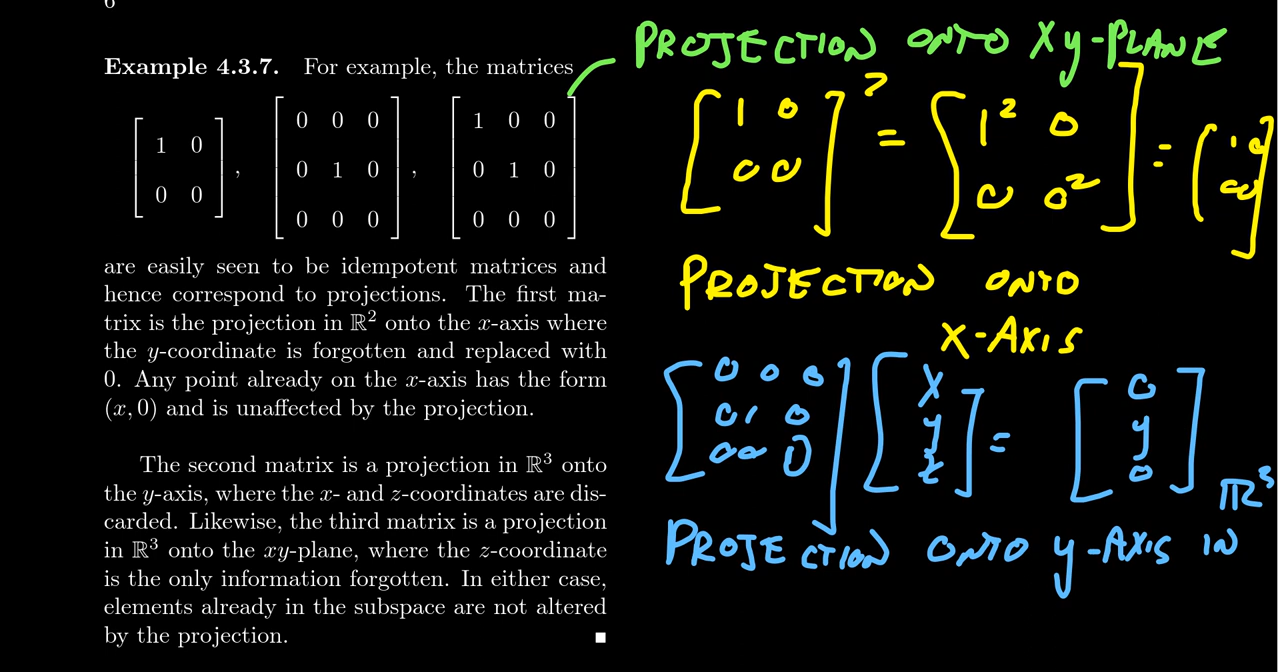 6
Example 4.3.7. For example, the matrices
[ 1 0 ; 0 0 ] , [ 0 0 0 ; 0 1 0 ; 0 0 0 ] , [ 1 0 0 ; 0 1 0 ; 0 0 0 ]
are easily seen to be idempotent matrices and
hence correspond to projections. The first ma-
trix is the projection in ℝ² onto the x-axis where
the y-coordinate is forgotten and replaced with
0. Any point already on the x-axis has the form
(x, 0) and is unaffected by the projection.
The second matrix is a projection in ℝ³ onto
the y-axis, where the x- and z-coordinates are dis-
carded. Likewise, the third matrix is a projection
in ℝ³ onto the xy-plane, where the z-coordinate
is the only information forgotten. In either case,
elements already in the subspace are not altered
by the projection. ■
PROJECTION ONTO Xy-PLANE
[ 1 0 ; 0 0 ]² = [ 1² 0 ; 0 0² ] = [ 1 0 ; 0 0 ]
PROJECTION ONTO
X-AXIS
[ 0 0 0 ; 0 1 0 ; 0 0 0 ] [ X ; y ; z ] = [ 0 ; y ; 0 ]
PROJECTION ONTO y-AXIS IN ℝ³